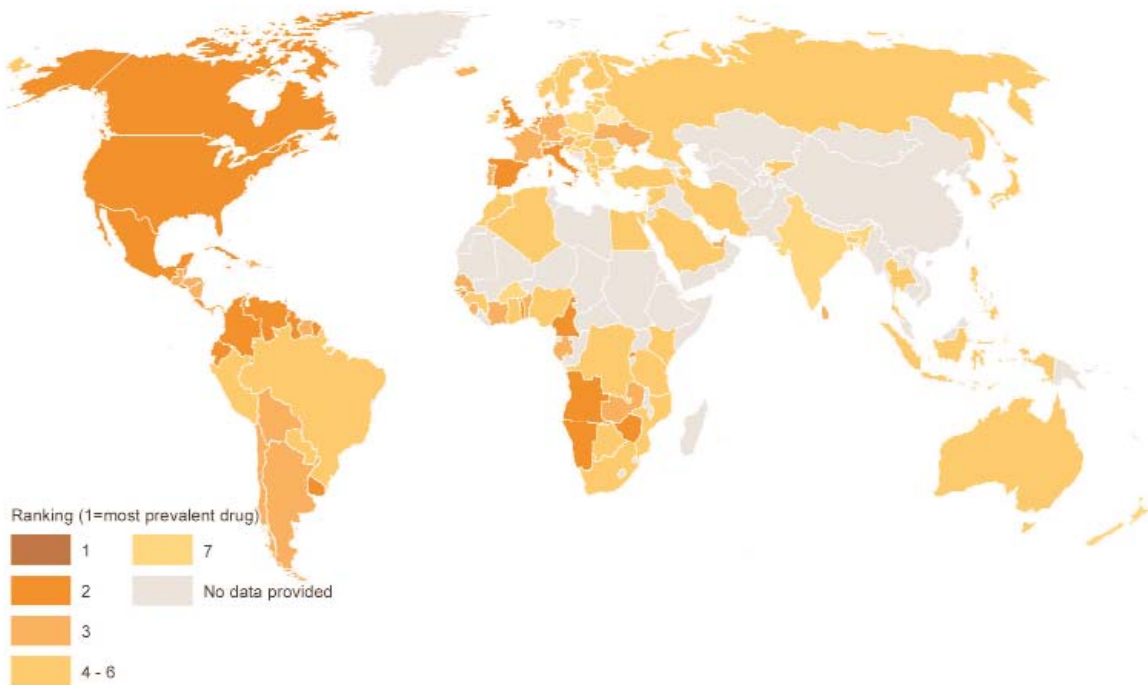 Ranking (1=most prevalent drug)
1
2
3
4 - 6
7
No data provided